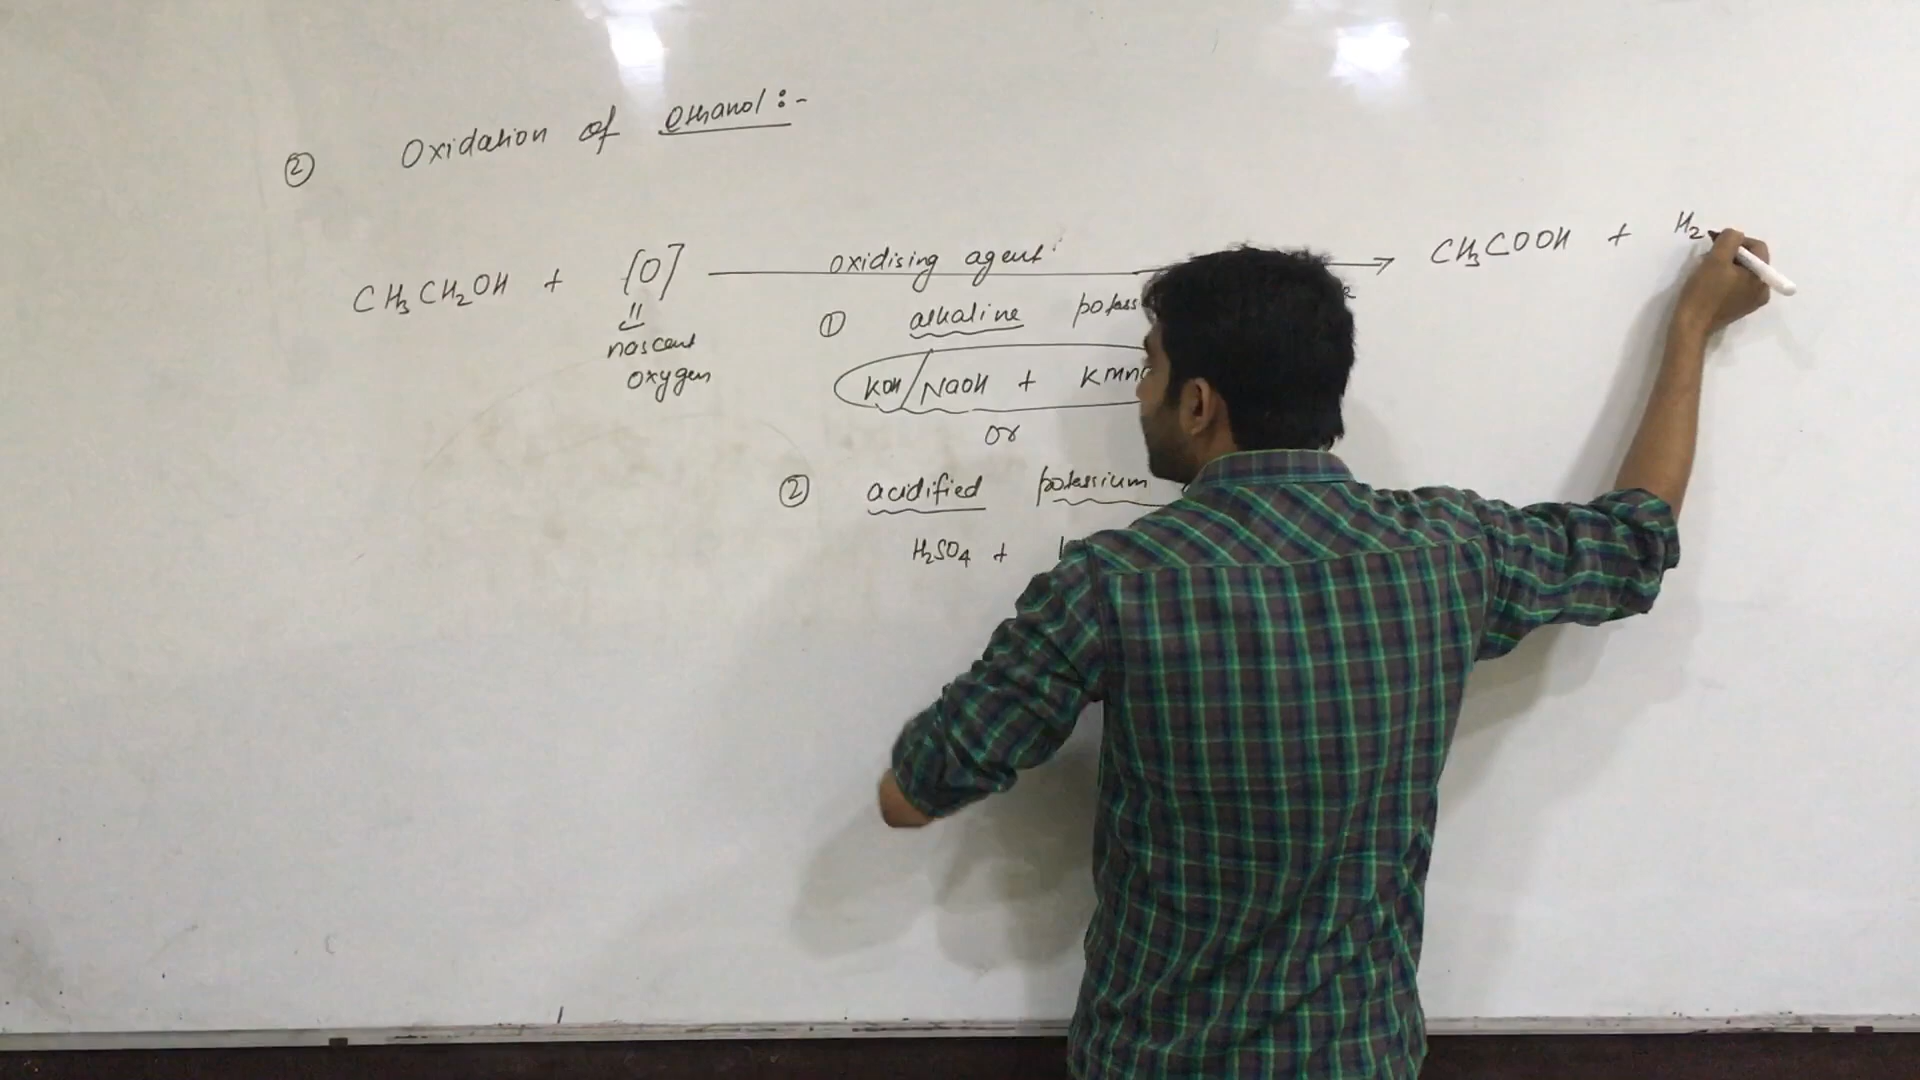 ② Oxidation of ethanol :-
CH₃CH₂OH + [O] oxidising agent → CH₃COOH + H₂
nascent
oxygen
① alkaline potass
KOH/NaOH + KMnO
or
② acidified potassium
H₂SO₄ +